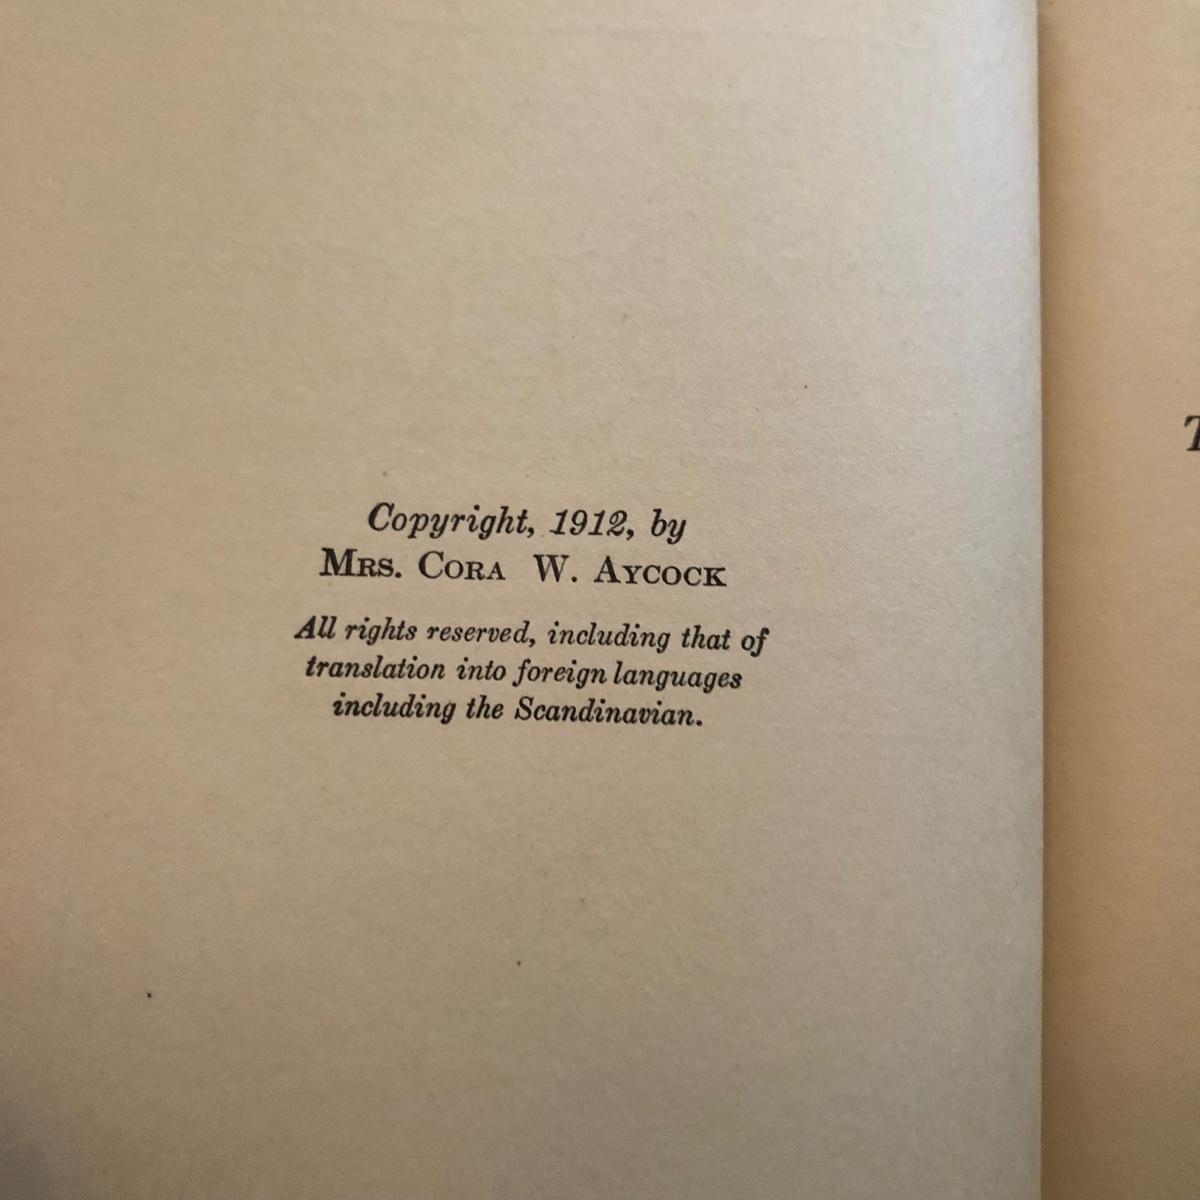 Copyright, 1912, by
MRS. CORA W. AYCOCK
All rights reserved, including that of
translation into foreign languages
including the Scandinavian.
T